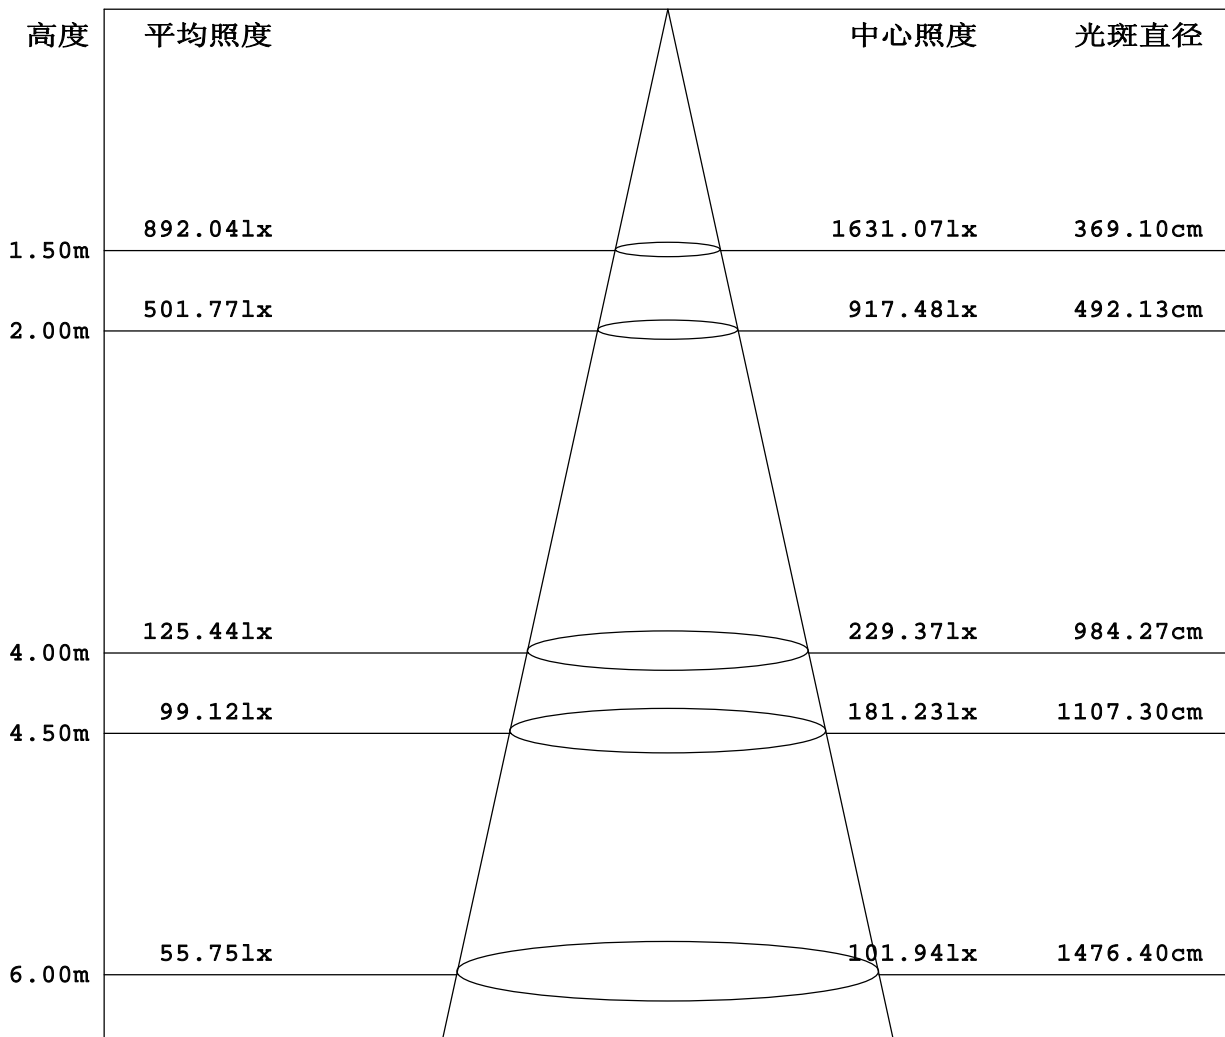 高度 平均照度 中心照度 光斑直径
892.04lx 1631.07lx 369.10cm
1.50m
501.77lx 917.48lx 492.13cm
2.00m
125.44lx 229.37lx 984.27cm
4.00m
99.12lx 181.23lx 1107.30cm
4.50m
55.75lx 101.94lx 1476.40cm
6.00m